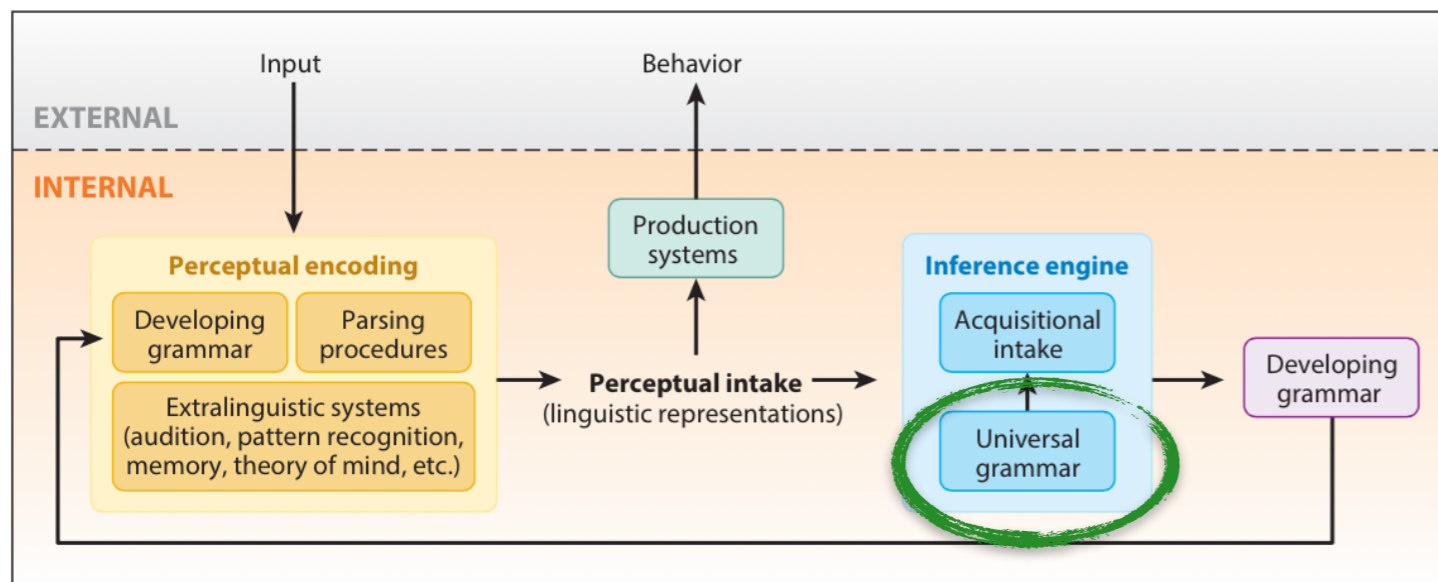 Input
Behavior
EXTERNAL
INTERNAL
Perceptual encoding
Developing
grammar
Parsing
procedures
Extralinguistic systems
(audition, pattern recognition,
memory, theory of mind, etc.)
Production
systems
Perceptual intake
(linguistic representations)
Inference engine
Acquisitional
intake
Universal
grammar
Developing
grammar